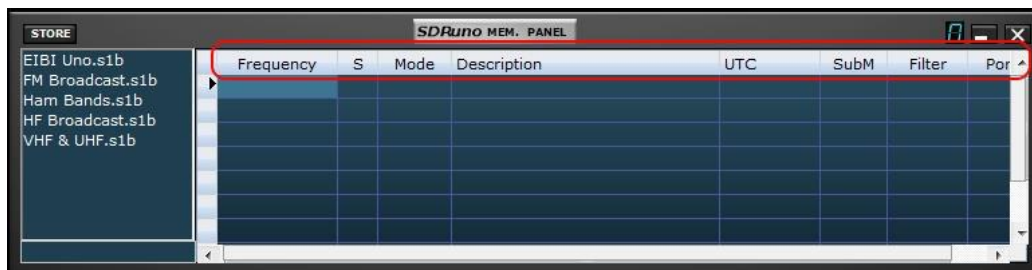 STORE
SDRuno MEM. PANEL
EIBI Uno.s1b
FM Broadcast.s1b
Ham Bands.s1b
HF Broadcast.s1b
VHF & UHF.s1b
Frequency S Mode Description UTC SubM Filter Por